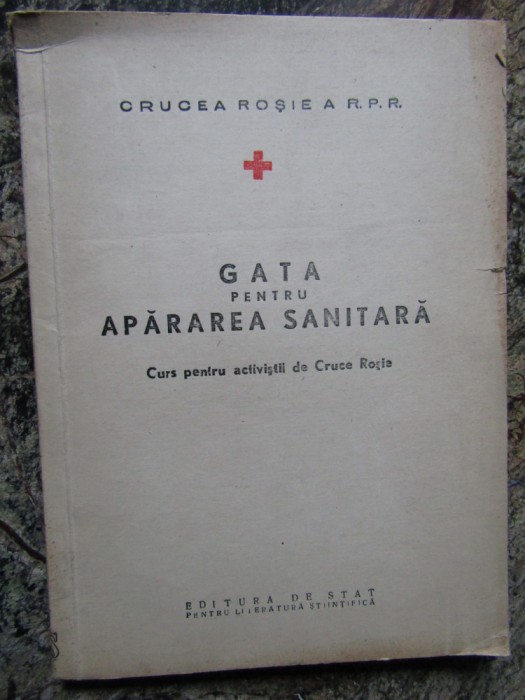 CRUCEA ROȘIE A R.P.R.
GATA
PENTRU
APĂRAREA SANITARĂ
Curs pentru activiștii de Cruce Roșie
EDITURA DE STAT
PENTRU LITERATURĂ ȘTIINȚIFICĂ